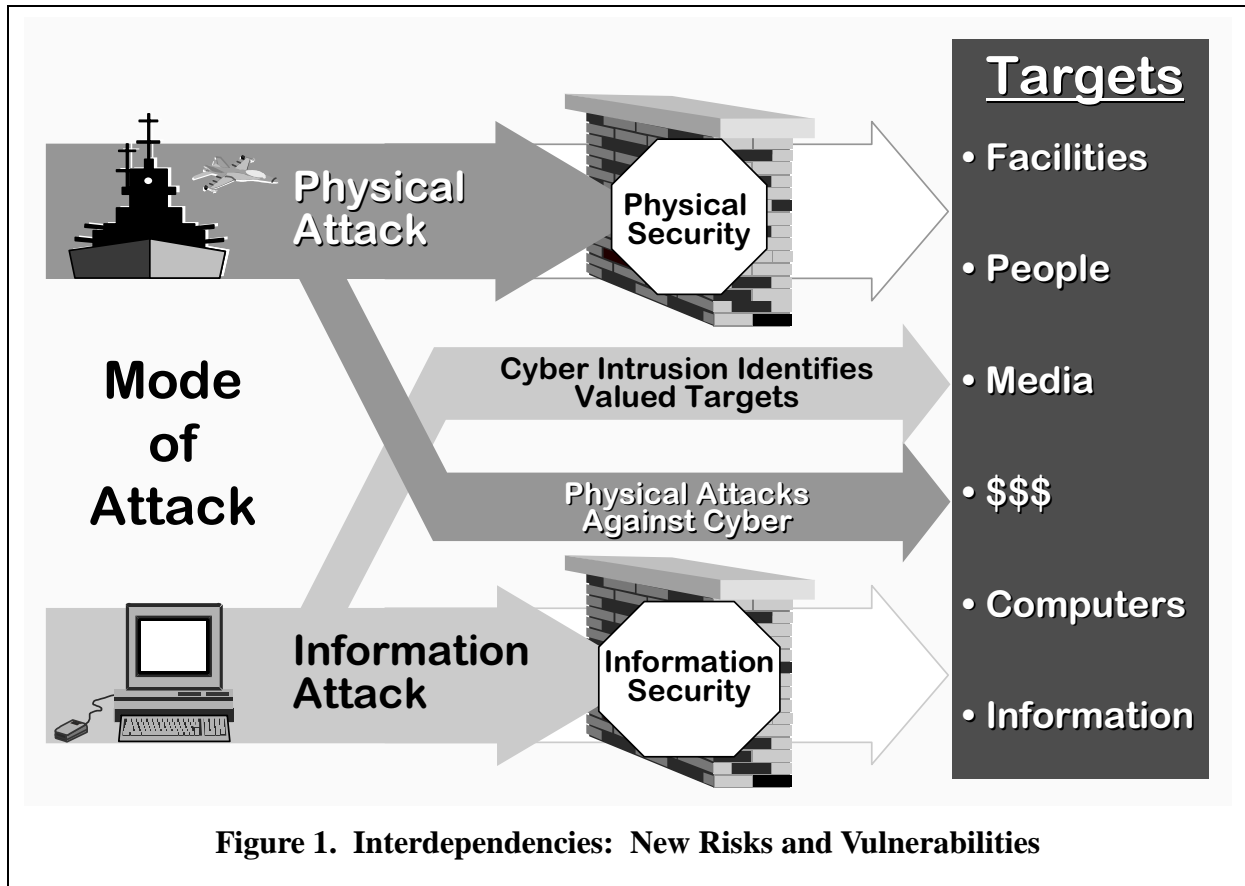 Targets
• Facilities
• People
• Media
• $$$
• Computers
• Information
Physical
Attack
Physical
Security
Mode
of
Attack
Cyber Intrusion Identifies
Valued Targets
Physical Attacks
Against Cyber
Information
Attack
Information
Security
Figure 1. Interdependencies: New Risks and Vulnerabilities